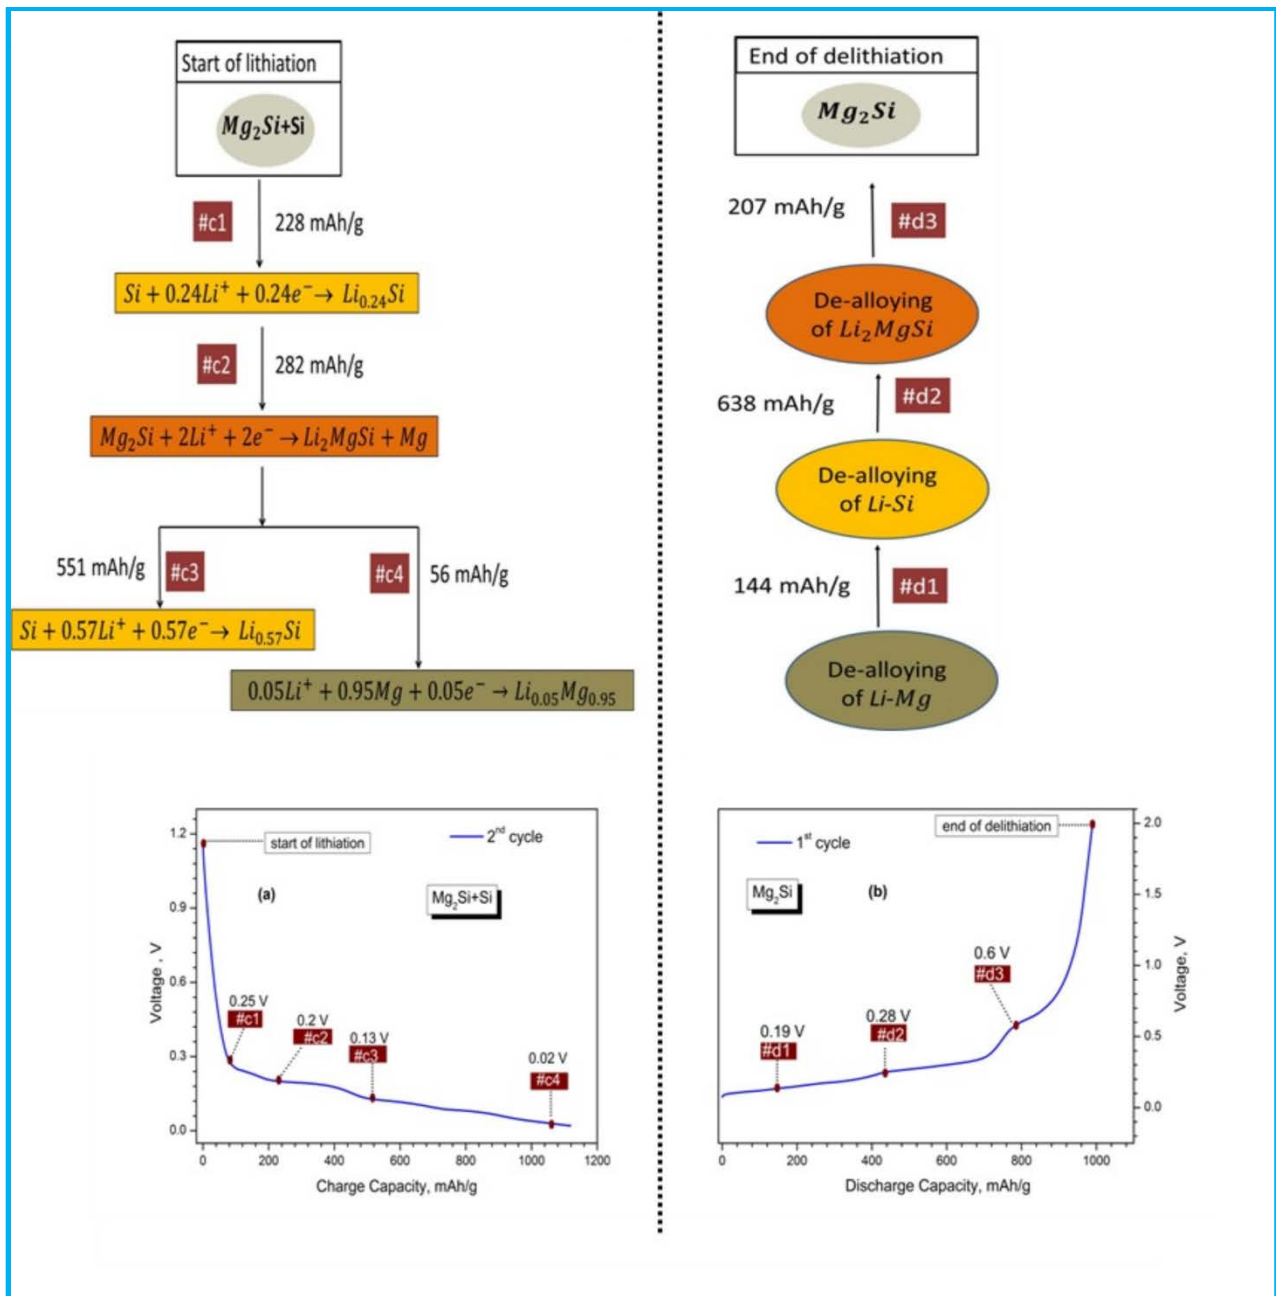 Start of lithiation
Mg₂Si+Si
#c1 228 mAh/g
Si + 0.24Li⁺ + 0.24e⁻ → Li₀.₂₄Si
#c2 282 mAh/g
Mg₂Si + 2Li⁺ + 2e⁻ → Li₂MgSi + Mg
551 mAh/g #c3 #c4 56 mAh/g
Si + 0.57Li⁺ + 0.57e⁻ → Li₀.₅₇Si
0.05Li⁺ + 0.95Mg + 0.05e⁻ → Li₀.₀₅Mg₀.₉₅
End of delithiation
Mg₂Si
207 mAh/g #d3
De-alloying
of Li₂MgSi
638 mAh/g #d2
De-alloying
of Li-Si
144 mAh/g #d1
De-alloying
of Li-Mg
1.2
0.9
0.6
0.3
0.0
Voltage , V
start of lithiation
2nd cycle
(a)
Mg₂Si+Si
0.25 V
#c1
0.2 V
#c2
0.13 V
#c3
0.02 V
#c4
0 200 400 600 800 1000 1200
Charge Capacity, mAh/g
end of delithiation
1st cycle
Mg₂Si
(b)
0.6 V
#d3
0.28 V
#d2
0.19 V
#d1
2.0
1.5
1.0
0.5
0.0
Voltage, V
0 200 400 600 800 1000
Discharge Capacity, mAh/g